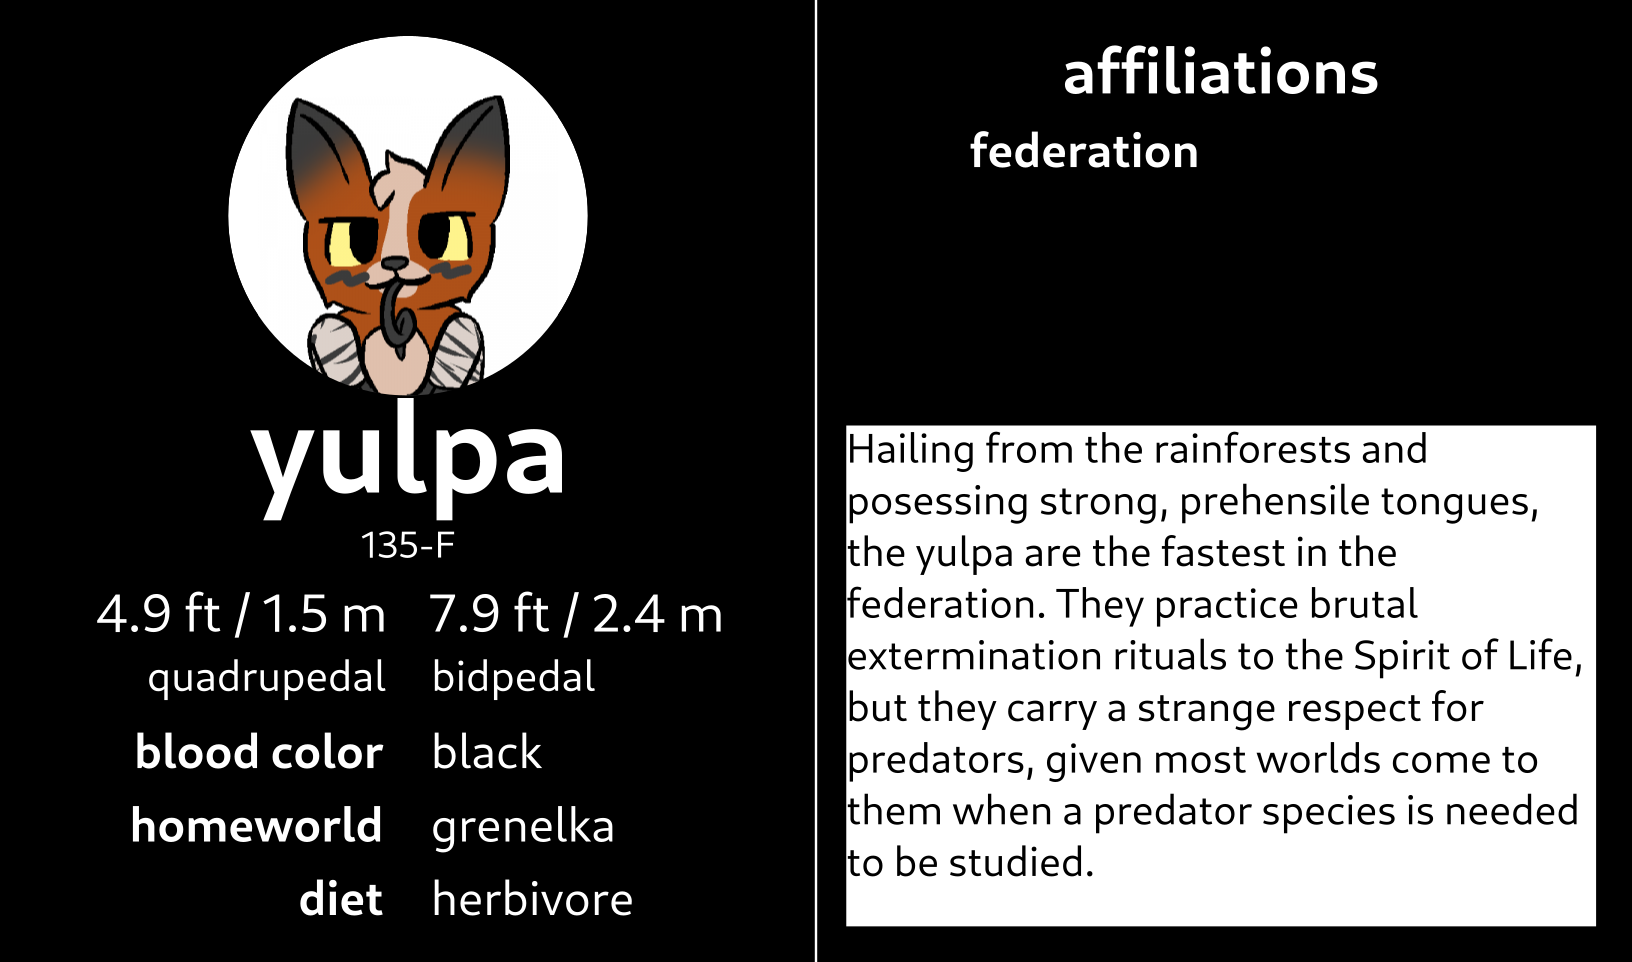 yulpa
135-F
4.9 ft / 1.5 m 7.9 ft / 2.4 m
quadrupedal bidpedal
blood color black
homeworld grenelka
diet herbivore
affiliations
federation
Hailing from the rainforests and
posessing strong, prehensile tongues,
the yulpa are the fastest in the
federation. They practice brutal
extermination rituals to the Spirit of Life,
but they carry a strange respect for
predators, given most worlds come to
them when a predator species is needed
to be studied.